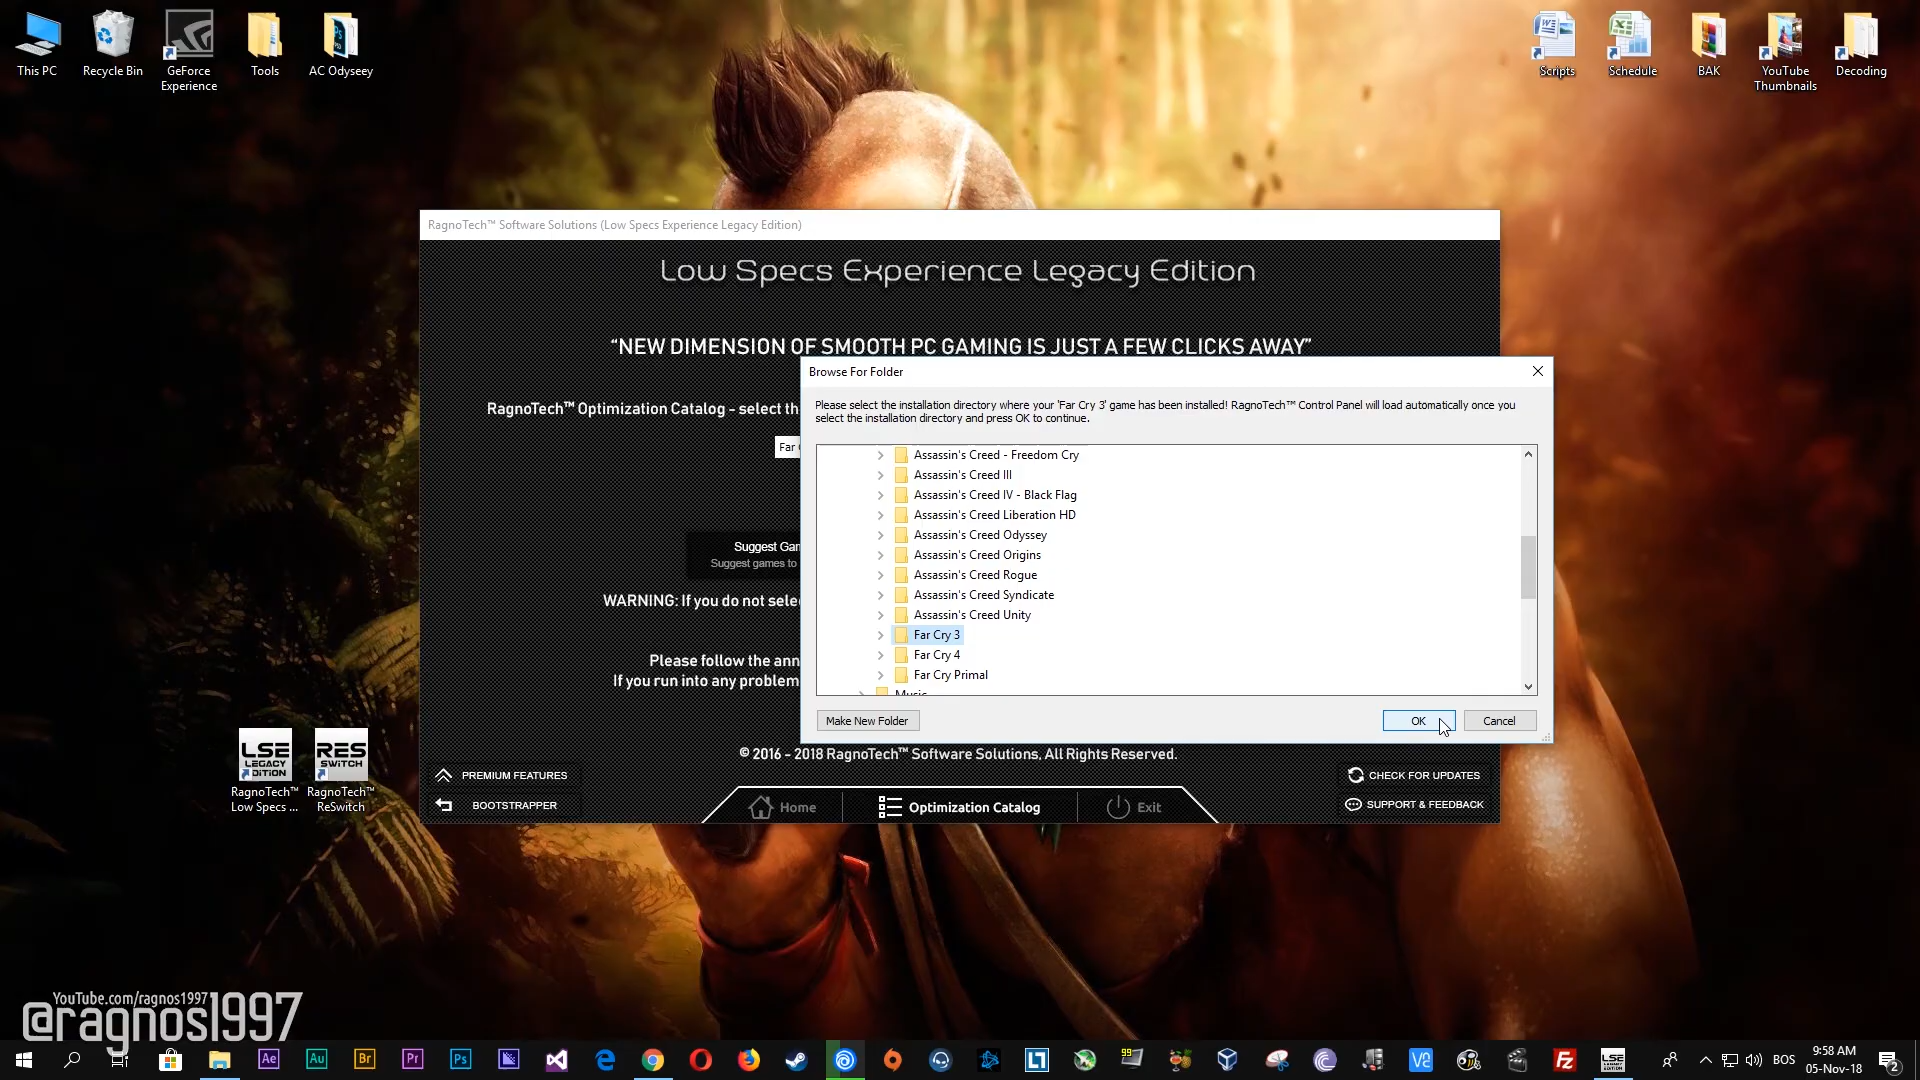 This PC
Recycle Bin
GeForce
Experience
Tools
AC Odyseey
Scripts
Schedule
BAK
YouTube
Thumbnails
Decoding
RagnoTech™ Software Solutions (Low Specs Experience Legacy Edition)
Low Specs Experience Legacy Edition
“NEW DIMENSION OF SMOOTH PC GAMING IS JUST A FEW CLICKS AWAY”
RagnoTech™ Optimization Catalog - select th
Far
Suggest Gam
Suggest games to
WARNING: If you do not sele
Please follow the ann
If you run into any problem
Browse For Folder
Please select the installation directory where your 'Far Cry 3' game has been installed! RagnoTech™ Control Panel will load automatically once you
select the installation directory and press OK to continue.
Assassin's Creed - Freedom Cry
Assassin's Creed III
Assassin's Creed IV - Black Flag
Assassin's Creed Liberation HD
Assassin's Creed Odyssey
Assassin's Creed Origins
Assassin's Creed Rogue
Assassin's Creed Syndicate
Assassin's Creed Unity
Far Cry 3
Far Cry 4
Far Cry Primal
Music
Make New Folder
OK
Cancel
© 2016 - 2018 RagnoTech™ Software Solutions, All Rights Reserved.
PREMIUM FEATURES
BOOTSTRAPPER
Home
Optimization Catalog
Exit
CHECK FOR UPDATES
SUPPORT & FEEDBACK
LSE
LEGACY
EDITION
RagnoTech™
Low Specs ...
RES
SWITCH
RagnoTech™
ReSwitch
YouTube.com/ragnos1997
@ragnos1997
Ae
Au
Br
Pr
Ps
99
BOS
9:58 AM
05-Nov-18
2